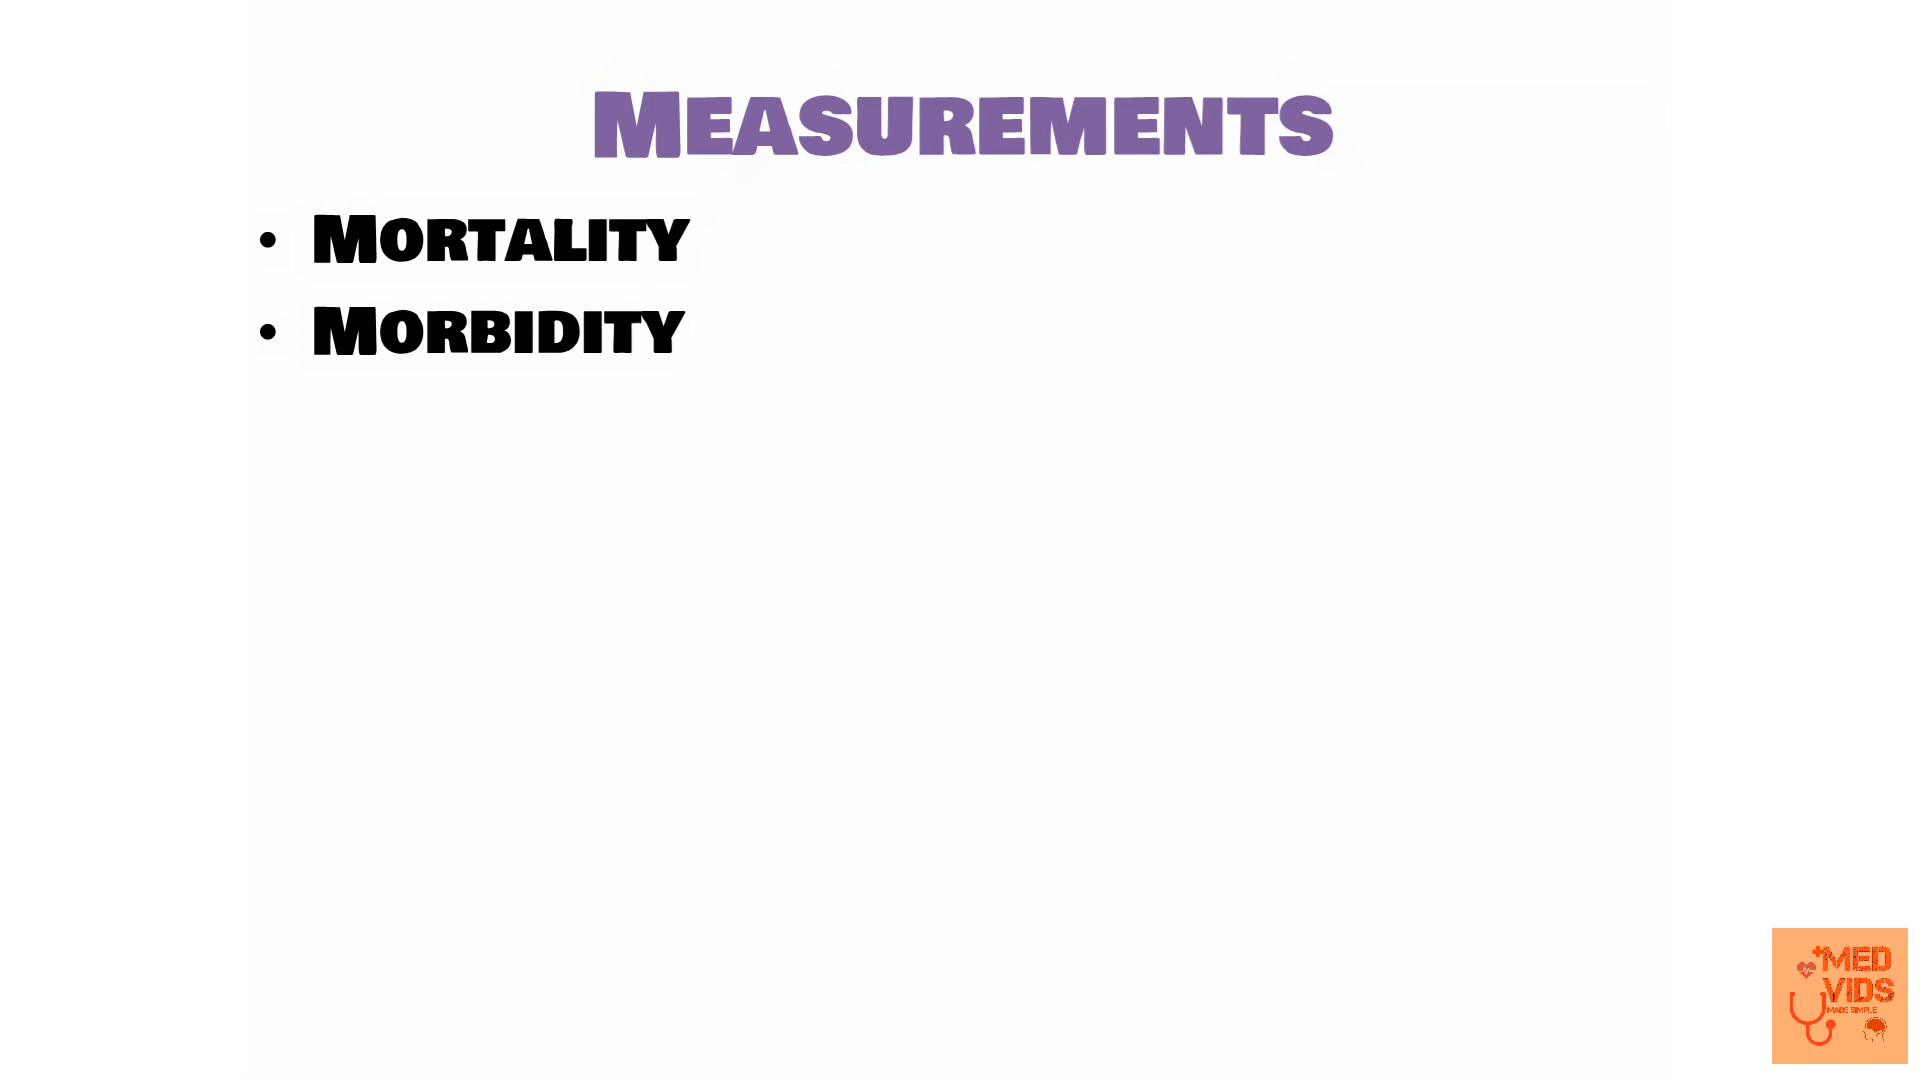 Measurements
• Mortality
• Morbidity
MED
VIDS
MADE SIMPLE